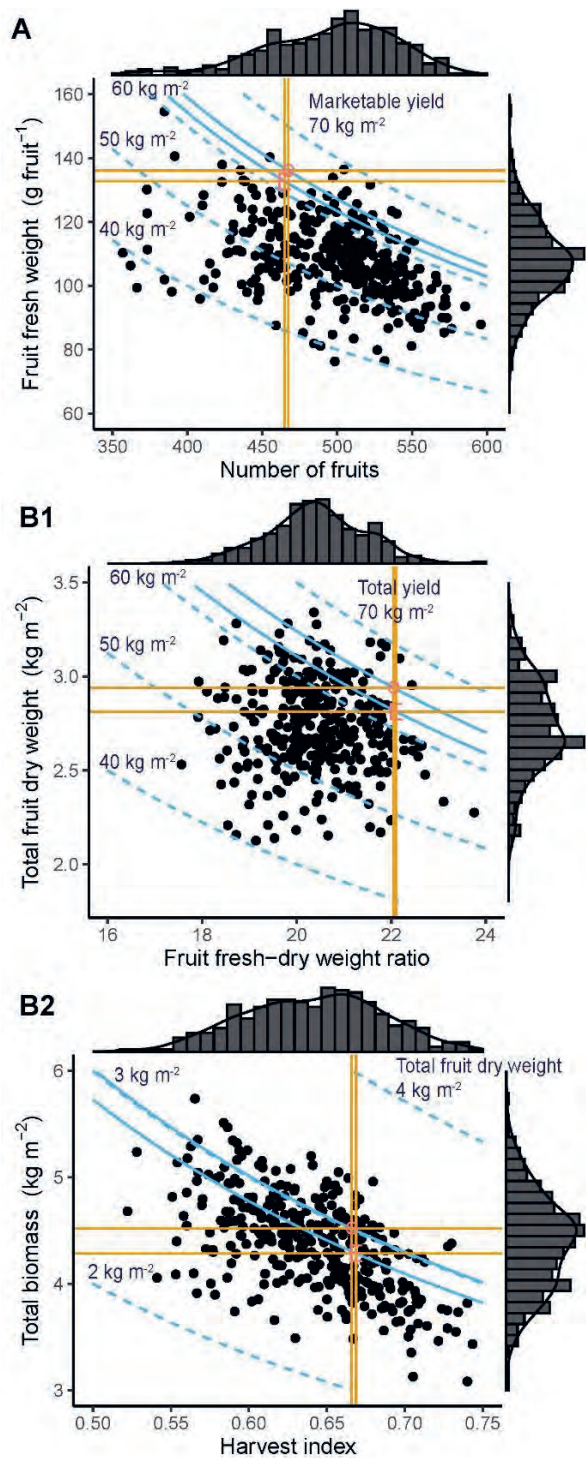 A
60 kg m⁻²
Marketable yield
70 kg m⁻²
50 kg m⁻²
40 kg m⁻²
160
140
120
100
80
60
Fruit fresh weight (g fruit⁻¹)
350 400 450 500 550 600
Number of fruits
B1
60 kg m⁻²
Total yield
70 kg m⁻²
50 kg m⁻²
40 kg m⁻²
3.5
3.0
2.5
2.0
Total fruit dry weight (kg m⁻²)
16 18 20 22 24
Fruit fresh−dry weight ratio
B2
3 kg m⁻²
Total fruit dry weight
4 kg m⁻²
2 kg m⁻²
6
5
4
3
Total biomass (kg m⁻²)
0.50 0.55 0.60 0.65 0.70 0.75
Harvest index